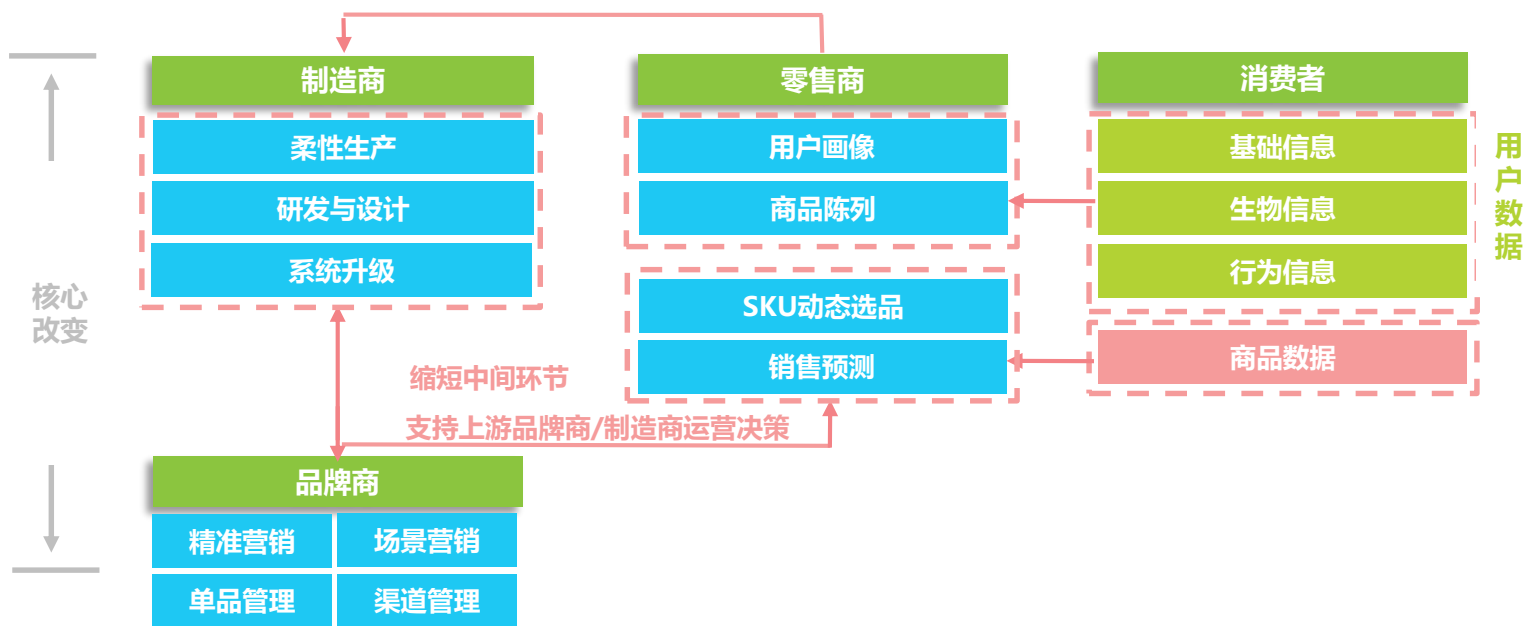 制造商
柔性生产
研发与设计
系统升级
零售商
用户画像
商品陈列
SKU动态选品
销售预测
消费者
基础信息
生物信息
行为信息
商品数据
用户数据
核心
改变
缩短中间环节
支持上游品牌商/制造商运营决策
品牌商
精准营销
场景营销
单品管理
渠道管理